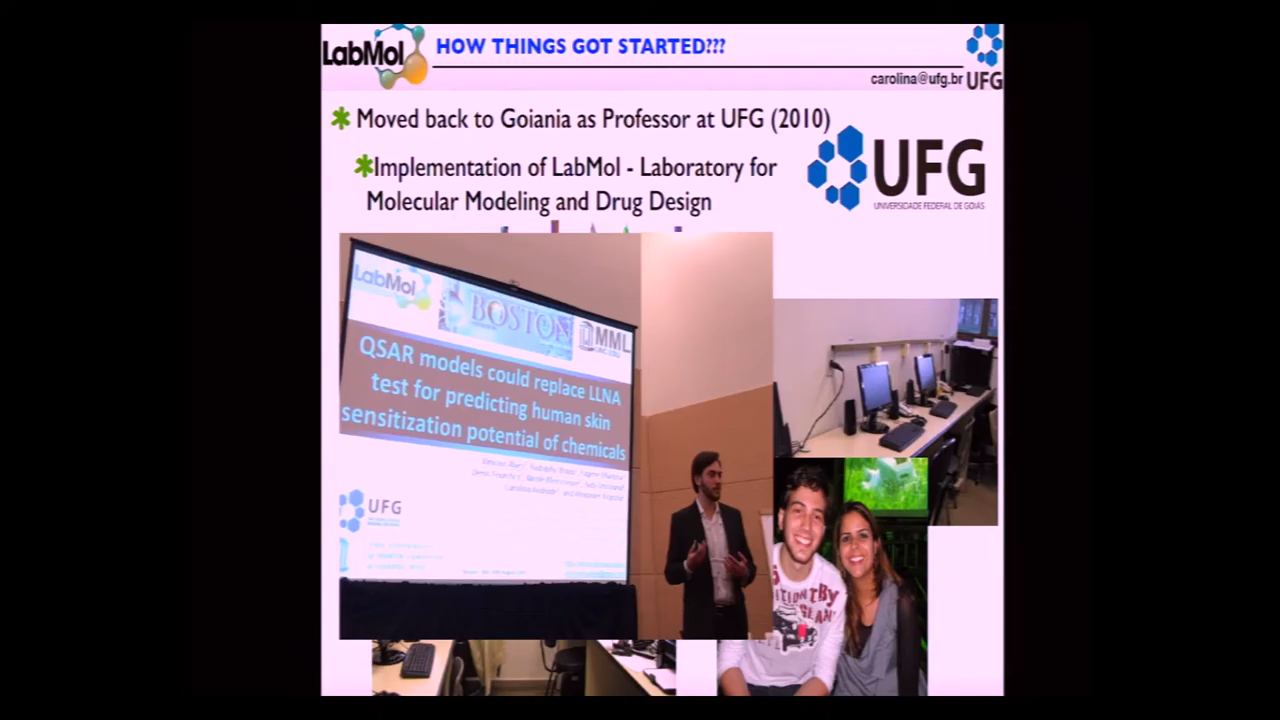 LabMol
HOW THINGS GOT STARTED???
carolina@ufg.br
UFG
Moved back to Goiania as Professor at UFG (2010)
Implementation of LabMol - Laboratory for
Molecular Modeling and Drug Design
UFG
UNIVERSIDADE FEDERAL DE GOIÁS
LabMol
BOSTON
MML
QSAR models could replace LLNA
test for predicting human skin
sensitization potential of chemicals
UFG